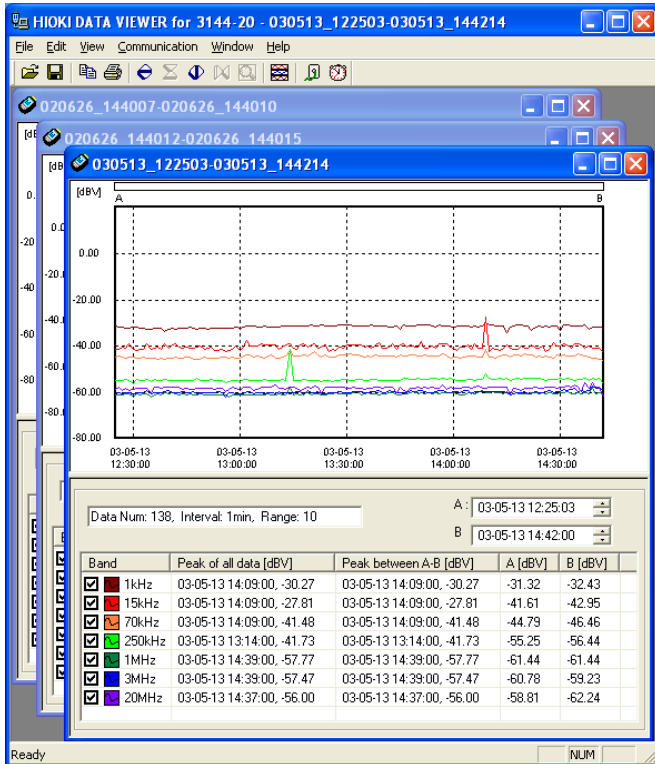 HIOKI DATA VIEWER for 3144-20 - 030513_122503-030513_144214
File Edit View Communication Window Help
020626_144007-020626_144010
020626_144012-020626_144015
030513_122503-030513_144214
[dBV]
A B
0.00
-20.00
-40.00
-60.00
-80.00
03-05-13 03-05-13 03-05-13 03-05-13 03-05-13
12:30:00 13:00:00 13:30:00 14:00:00 14:30:00
-20
-40
-60
-80
Data Num: 138, Interval: 1min, Range: 10
A : 03-05-13 12:25:03
B 03-05-13 14:42:00
Band Peak of all data [dBV] Peak between A-B [dBV] A [dBV] B [dBV]
1kHz 03-05-13 14:09:00, -30.27 03-05-13 14:09:00, -30.27 -31.32 -32.43
15kHz 03-05-13 14:09:00, -27.81 03-05-13 14:09:00, -27.81 -41.61 -42.95
70kHz 03-05-13 14:09:00, -41.48 03-05-13 14:09:00, -41.48 -44.79 -46.46
250kHz 03-05-13 13:14:00, -41.73 03-05-13 13:14:00, -41.73 -55.25 -56.44
1MHz 03-05-13 14:39:00, -57.77 03-05-13 14:39:00, -57.77 -61.44 -61.44
3MHz 03-05-13 14:39:00, -57.47 03-05-13 14:39:00, -57.47 -60.78 -59.23
20MHz 03-05-13 14:37:00, -56.00 03-05-13 14:37:00, -56.00 -58.81 -62.24
Ready NUM